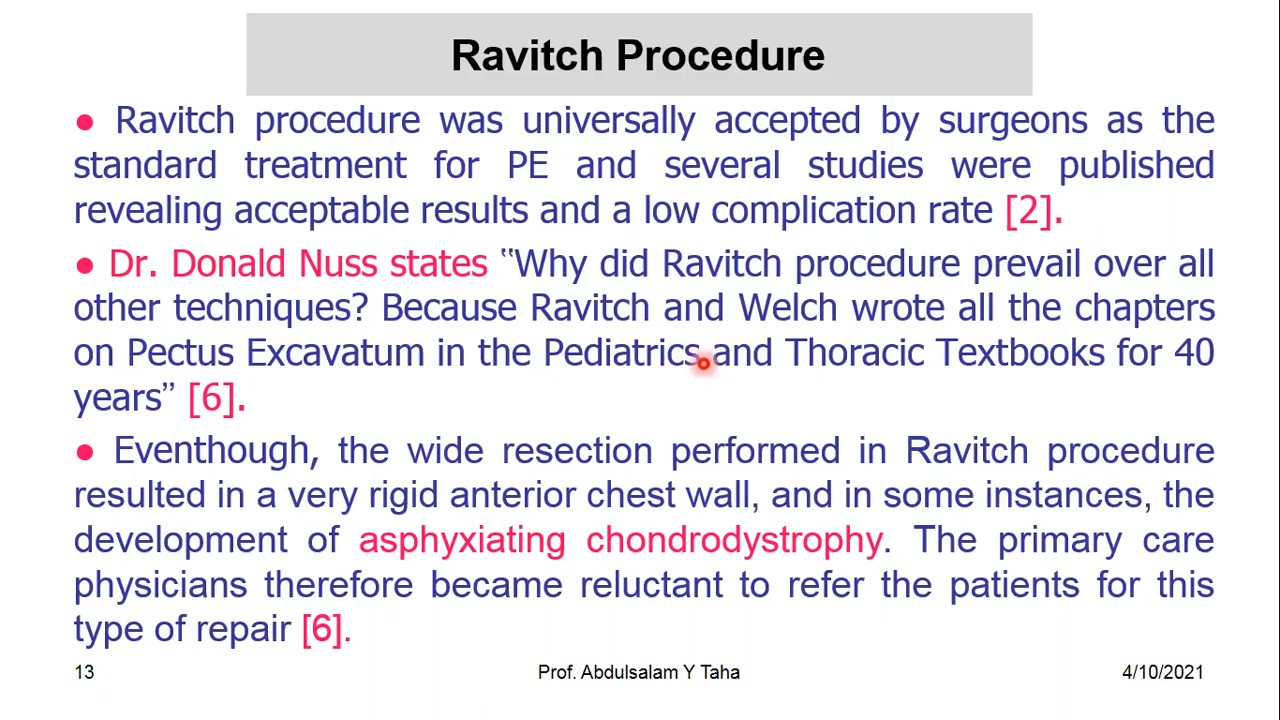 Ravitch Procedure
● Ravitch procedure was universally accepted by surgeons as the
standard treatment for PE and several studies were published
revealing acceptable results and a low complication rate [2].
● Dr. Donald Nuss states “Why did Ravitch procedure prevail over all
other techniques? Because Ravitch and Welch wrote all the chapters
on Pectus Excavatum in the Pediatrics and Thoracic Textbooks for 40
years” [6].
● Eventhough, the wide resection performed in Ravitch procedure
resulted in a very rigid anterior chest wall, and in some instances, the
development of asphyxiating chondrodystrophy. The primary care
physicians therefore became reluctant to refer the patients for this
type of repair [6].
13 Prof. Abdulsalam Y Taha 4/10/2021